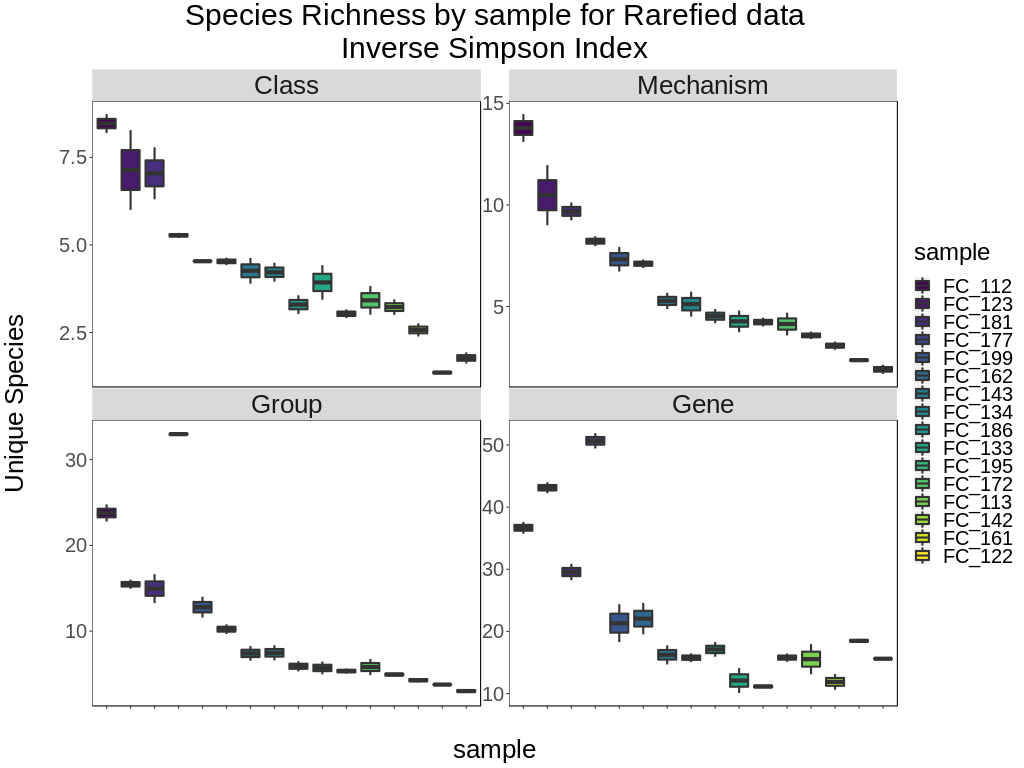 Species Richness by sample for Rarefied data
Inverse Simpson Index
Class
Mechanism
7.5
5.0
2.5
15
10
5
Group
Gene
30
20
10
50
40
30
20
10
Unique Species
sample
sample
FC_112
FC_123
FC_181
FC_177
FC_199
FC_162
FC_143
FC_134
FC_186
FC_133
FC_195
FC_172
FC_113
FC_142
FC_161
FC_122